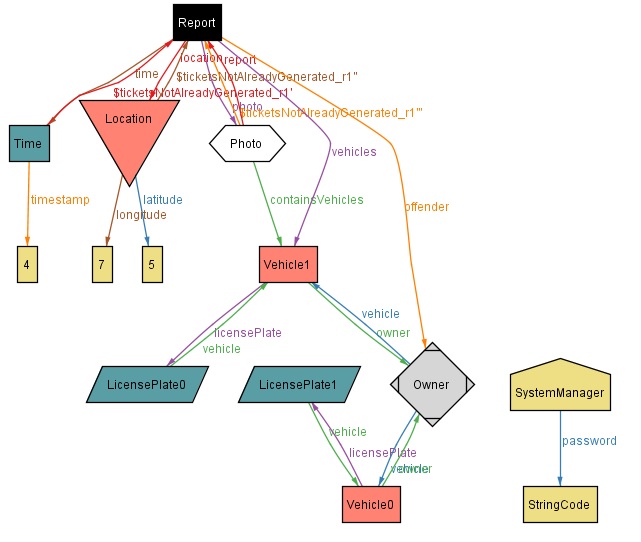 Report
time
location
report
$ticketsNotAlreadyGenerated_r1"
$ticketsNotAlreadyGenerated_r1'
photo
$ticketsNotAlreadyGenerated_r1"'
Time
Location
Photo
vehicles
timestamp
longitude
latitude
containsVehicles
offender
4
7
5
Vehicle1
vehicle
licensePlate
owner
vehicle
LicensePlate0
LicensePlate1
Owner
SystemManager
vehicle
licensePlate
vehicle
owner
password
Vehicle0
StringCode